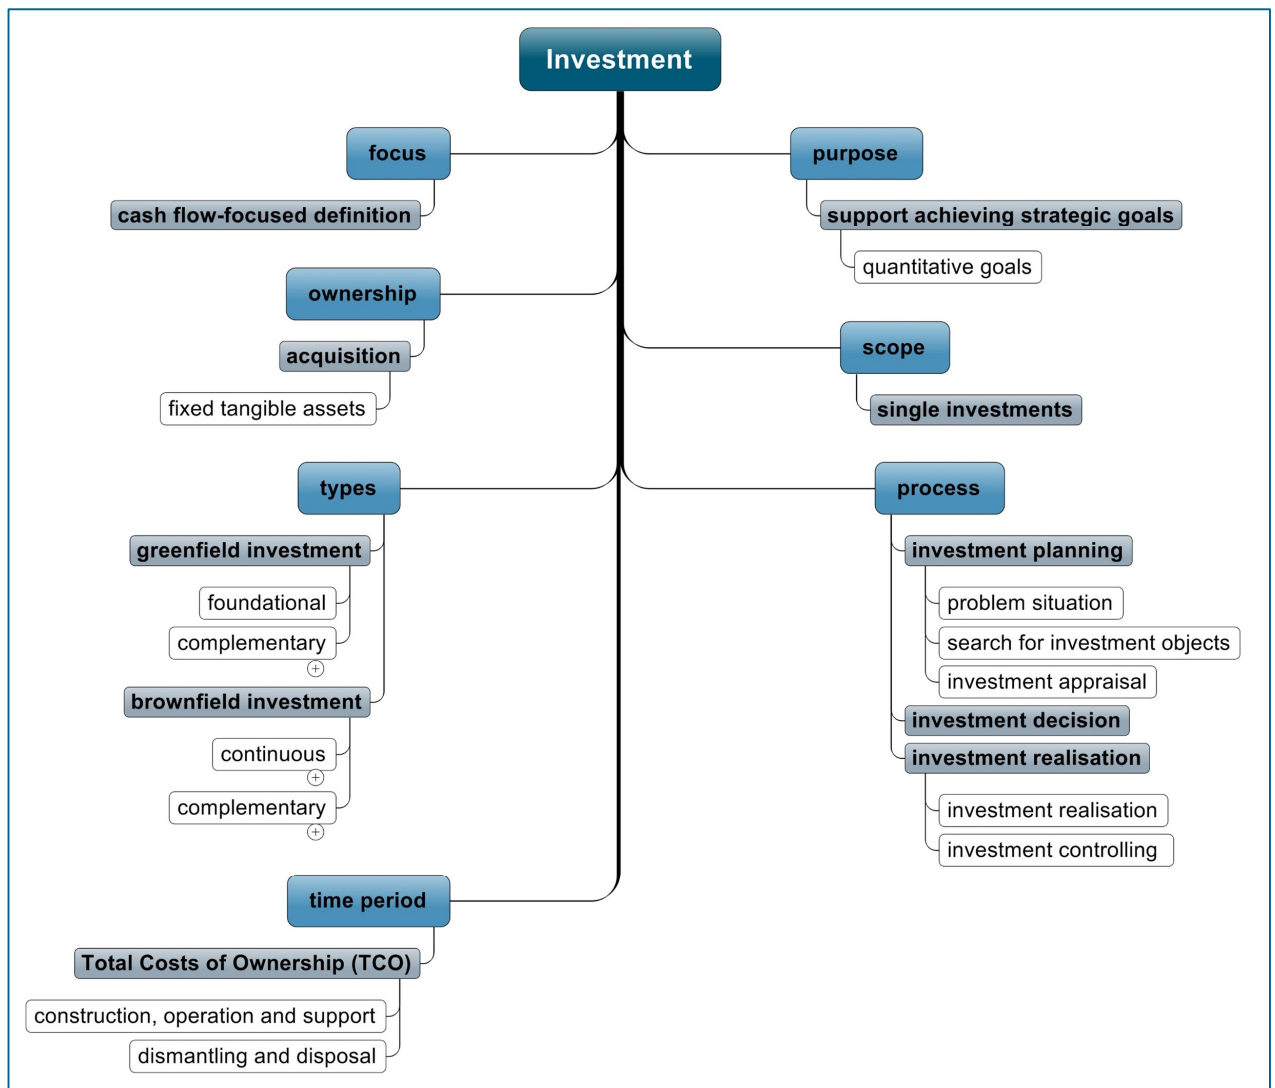 Investment
focus
cash flow-focused definition
ownership
acquisition
fixed tangible assets
types
greenfield investment
foundational
complementary
brownfield investment
continuous
complementary
time period
Total Costs of Ownership (TCO)
construction, operation and support
dismantling and disposal
purpose
support achieving strategic goals
quantitative goals
scope
single investments
process
investment planning
problem situation
search for investment objects
investment appraisal
investment decision
investment realisation
investment realisation
investment controlling